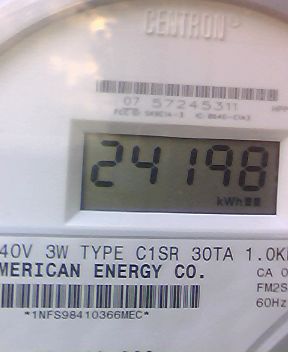 CENTRON
07 57245311
24198
kWh
40V 3W TYPE C1SR 30TA 1.0K
MERICAN ENERGY CO.
CA 0
FM2S
60Hz
*1NFS98410366MEC*